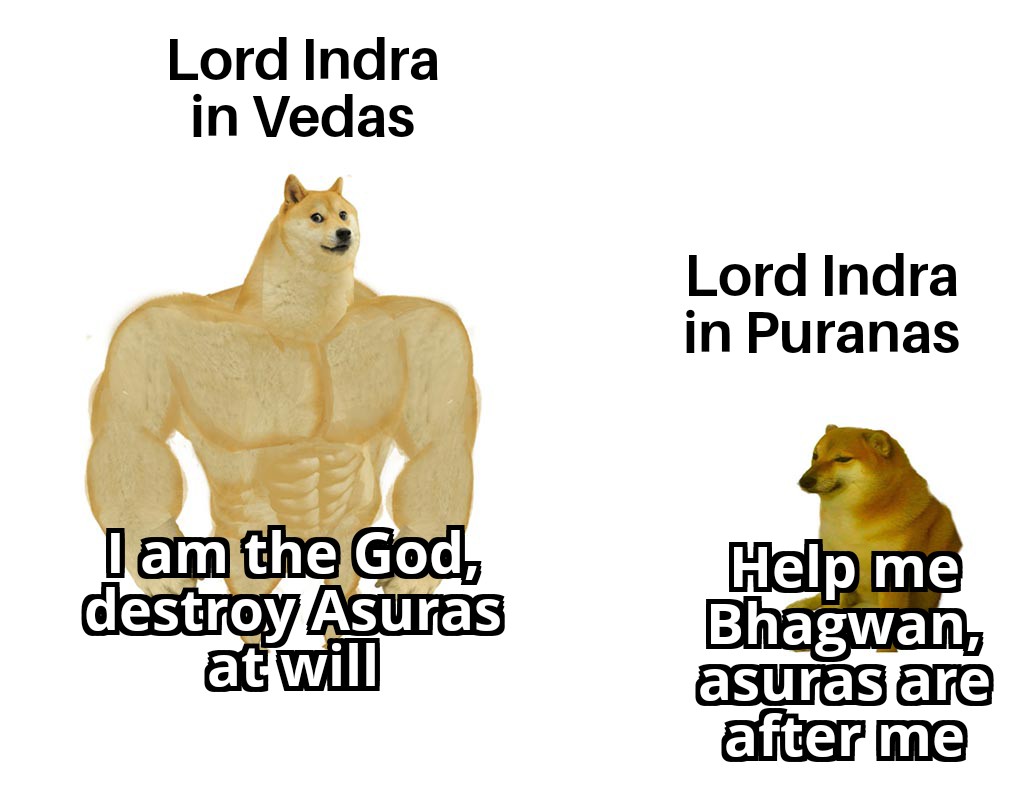 Lord Indra
in Vedas
I am the God,
destroy Asuras
at will
Lord Indra
in Puranas
Help me
Bhagwan,
asuras are
after me